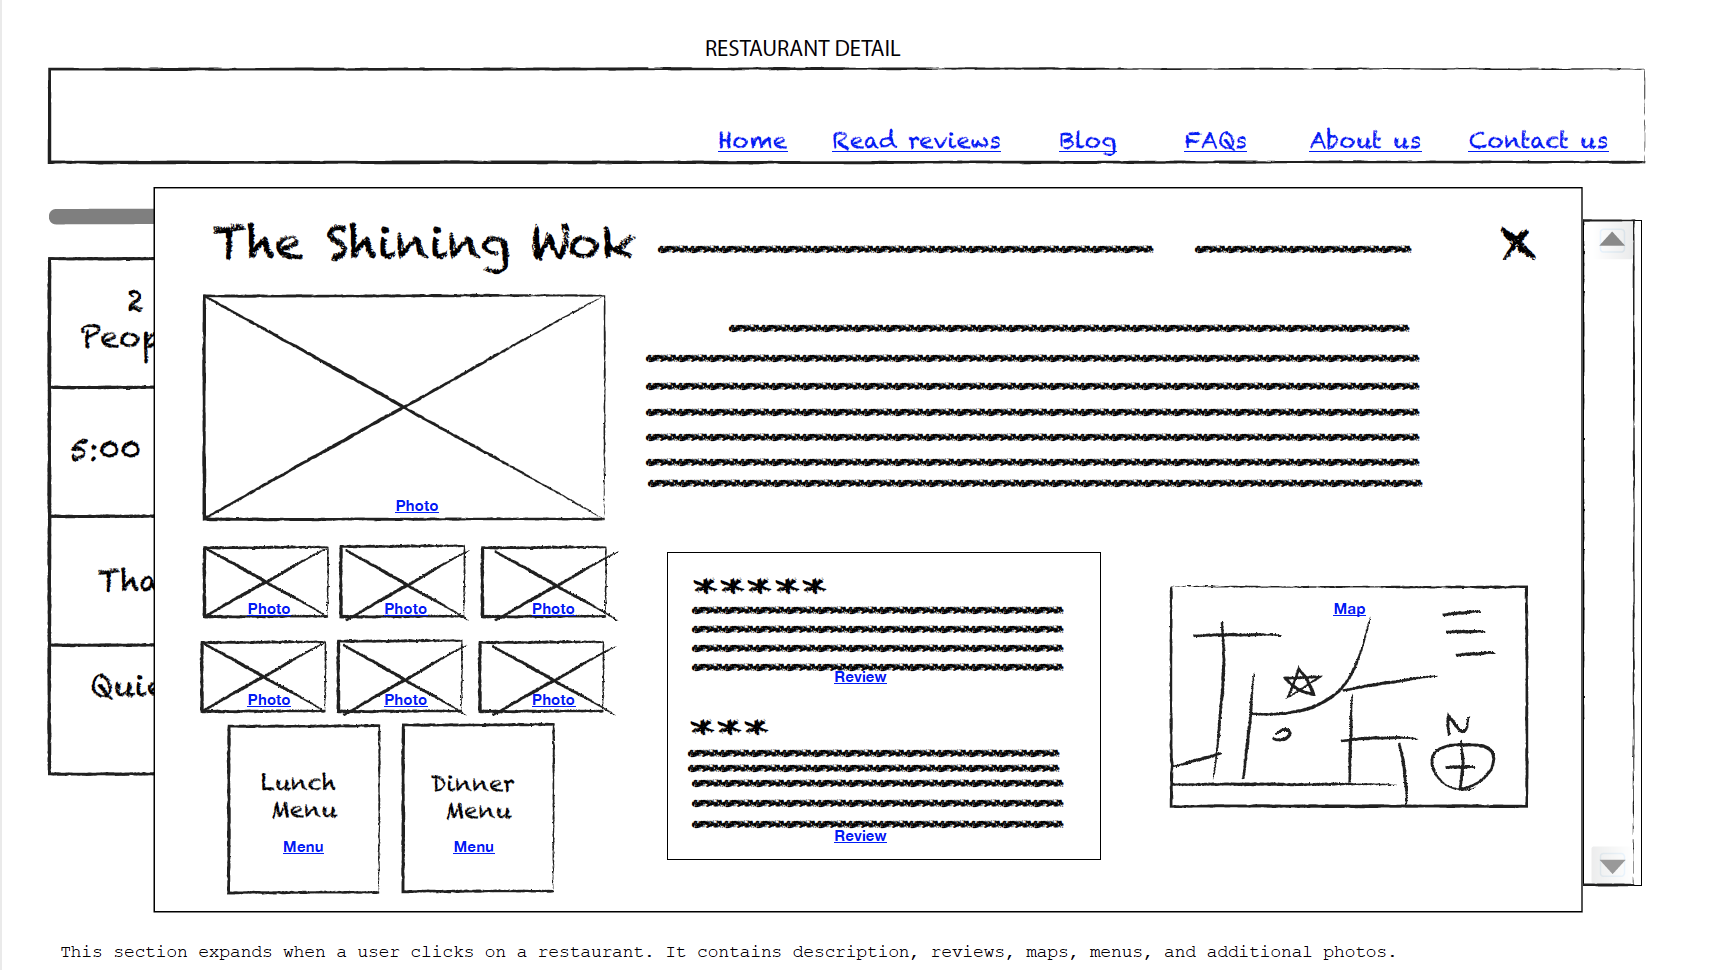 RESTAURANT DETAIL
Home Read reviews Blog FAQs About us Contact us
The Shining Wok X
2
Peop
5:00
Tha
Quie
Photo
Photo Photo Photo
Photo Photo Photo
Lunch
Menu
Menu
Dinner
Menu
Menu
*****
Review
***
Review
Map
N
This section expands when a user clicks on a restaurant. It contains description, reviews, maps, menus, and additional photos.